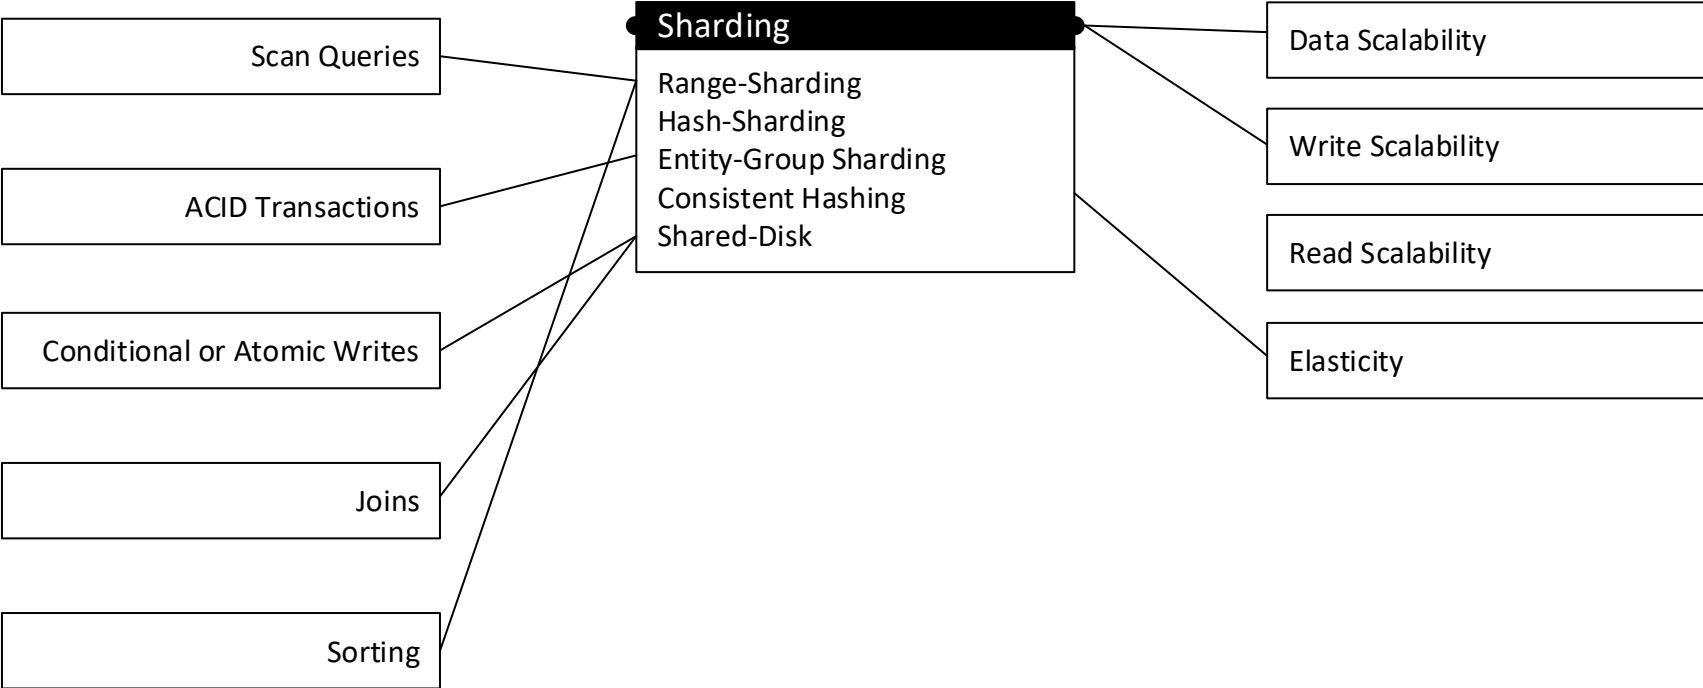 Scan Queries
ACID Transactions
Conditional or Atomic Writes
Joins
Sorting
Sharding
Range-Sharding
Hash-Sharding
Entity-Group Sharding
Consistent Hashing
Shared-Disk
Data Scalability
Write Scalability
Read Scalability
Elasticity